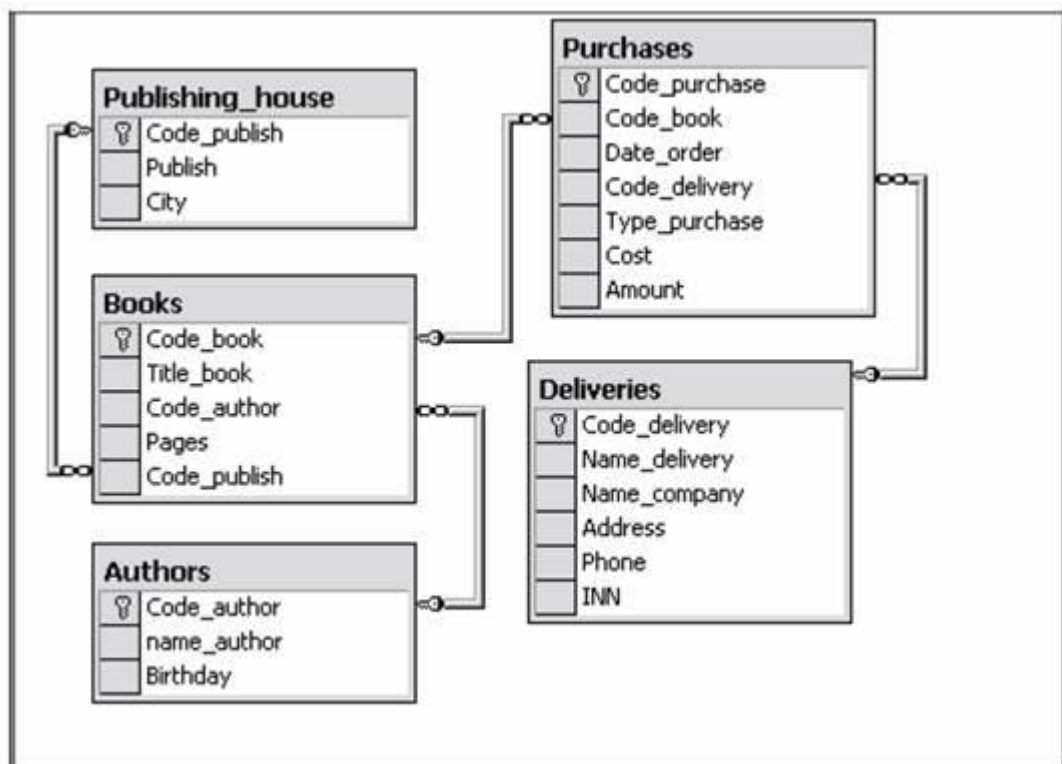 Publishing_house
Code_publish
Publish
City
Books
Code_book
Title_book
Code_author
Pages
Code_publish
Authors
Code_author
name_author
Birthday
Purchases
Code_purchase
Code_book
Date_order
Code_delivery
Type_purchase
Cost
Amount
Deliveries
Code_delivery
Name_delivery
Name_company
Address
Phone
INN